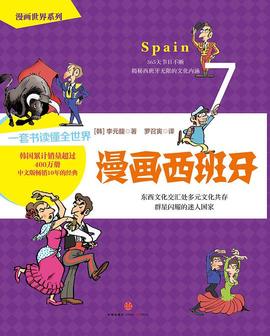 漫画世界系列
Spain
365天节日不断
揭秘西班牙无限的文化内涵
7
[韩] 李元馥◎著 罗召寅◎译
一套书读懂全世界
韩国累计销量超过
400万册
中文版畅销10年的经典
漫画西班牙
东西文化交汇处多元文化共存
群星闪耀的迷人国家